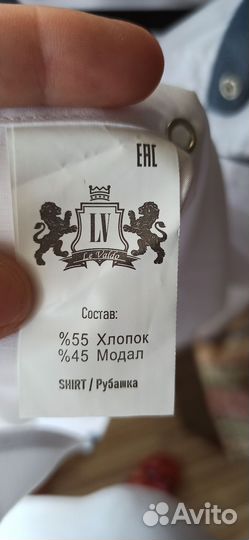 EAC
LV
Le Valdo
Состав:
%55 Хлопок
%45 Модал
SHIRT / Рубашка
Avito